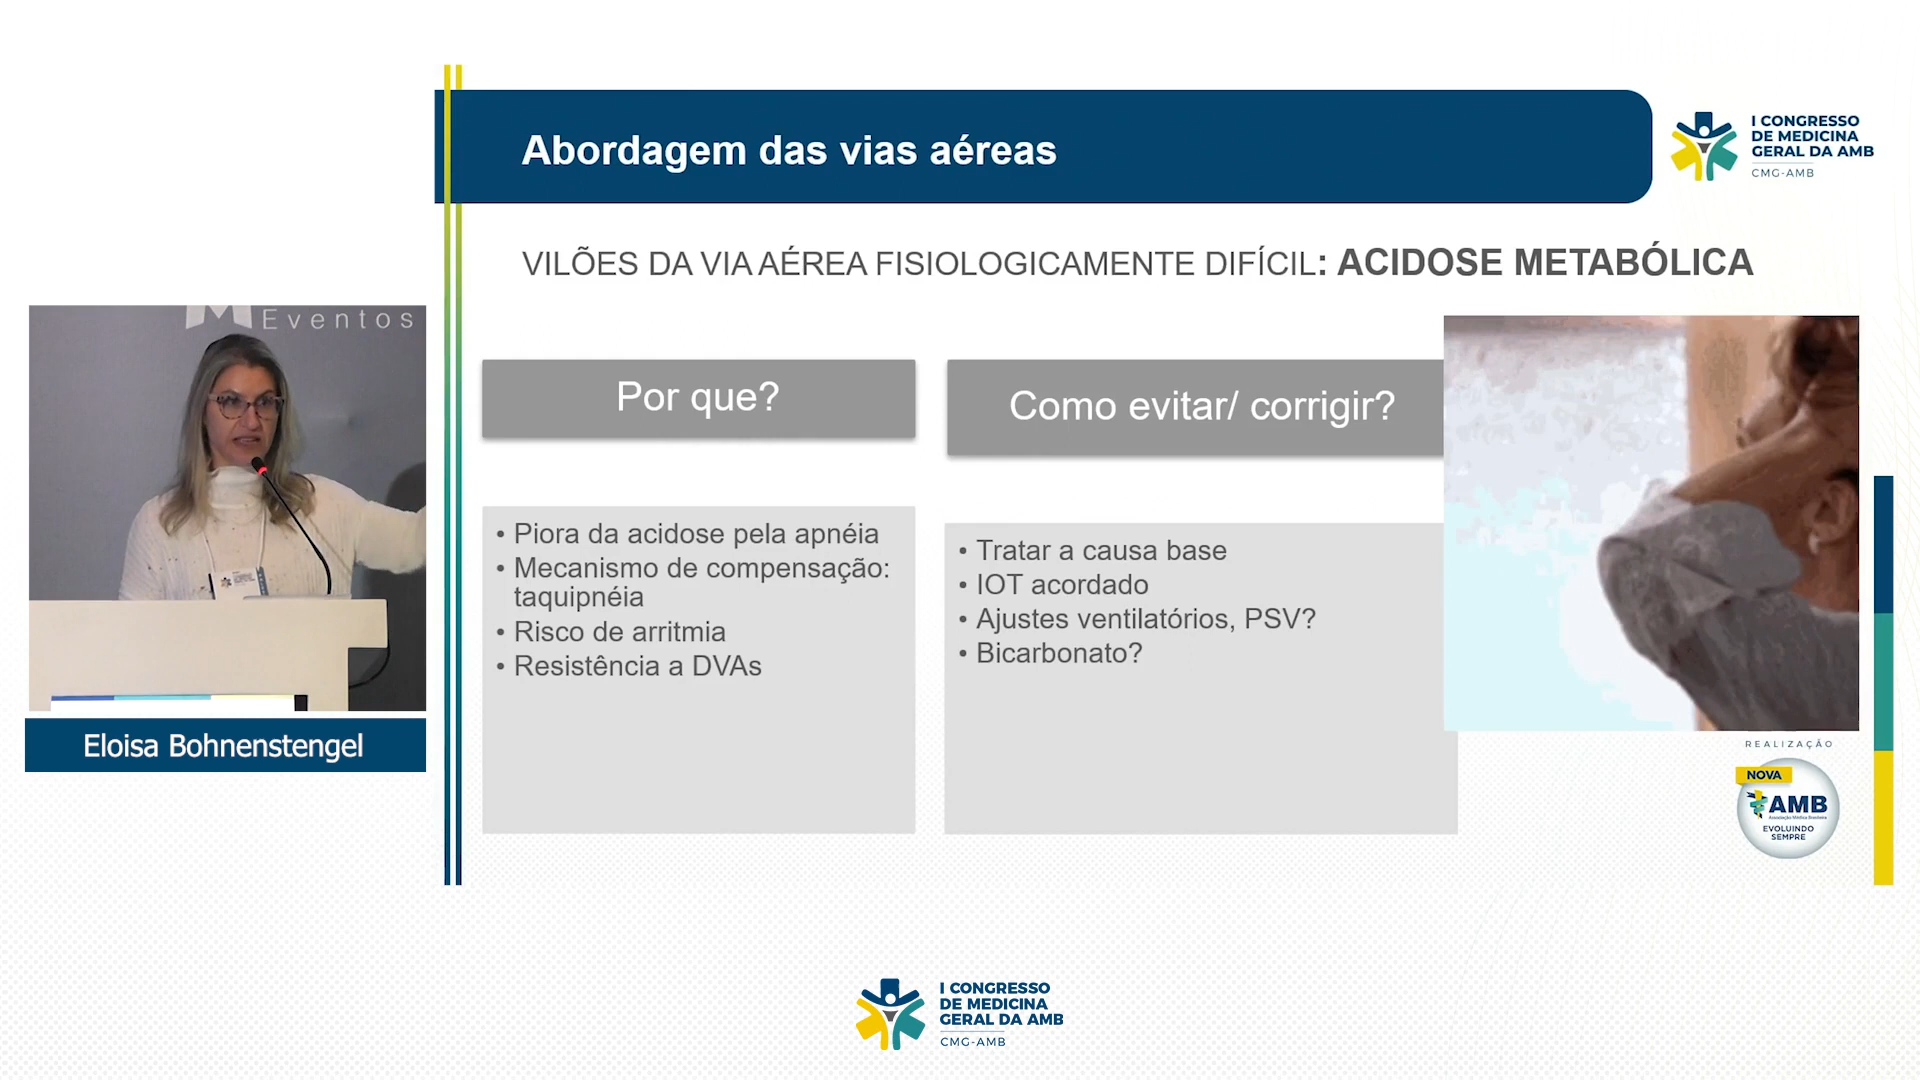 Abordagem das vias aéreas
I CONGRESSO
DE MEDICINA
GERAL DA AMB
CMG-AMB
VILÕES DA VIA AÉREA FISIOLOGICAMENTE DIFÍCIL: ACIDOSE METABÓLICA
Eventos
Por que?
Como evitar/ corrigir?
• Piora da acidose pela apnéia
• Mecanismo de compensação:
taquipnéia
• Risco de arritmia
• Resistência a DVAs
• Tratar a causa base
• IOT acordado
• Ajustes ventilatórios, PSV?
• Bicarbonato?
Eloisa Bohnenstengel
REALIZAÇÃO
NOVA
AMB
Associação Médica Brasileira
EVOLUINDO
SEMPRE
I CONGRESSO
DE MEDICINA
GERAL DA AMB
CMG-AMB